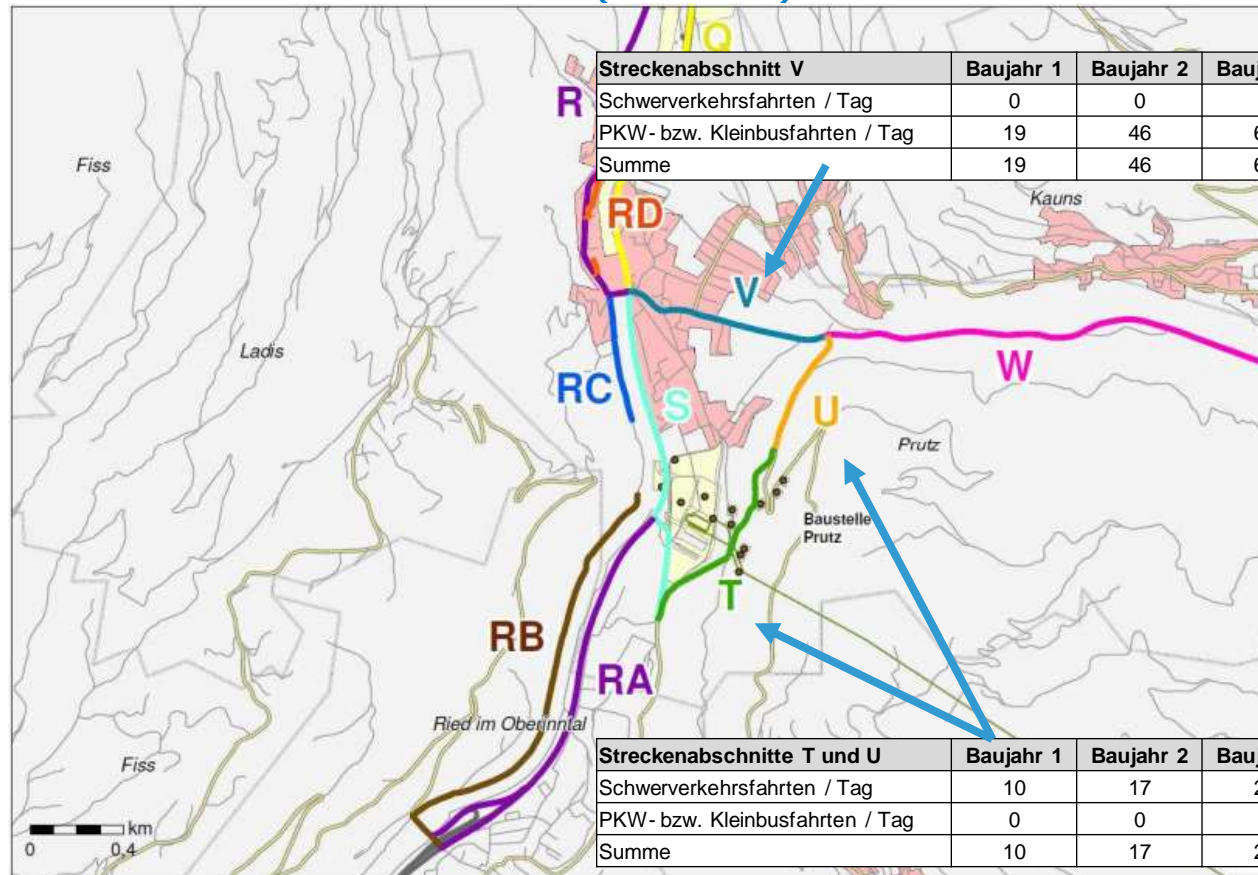 Q
Streckenabschnitt V Baujahr 1 Baujahr 2
Schwerverkehrsfahrten / Tag 0 0
PKW- bzw. Kleinbusfahrten / Tag 19 46
Summe 19 46
R
Fiss
Kauns
RD
V
Ladis
W
RC
S
U
Prutz
Baustelle
Prutz
T
RB
RA
Ried im Oberinntal
Fiss
Streckenabschnitte T und U Baujahr 1 Baujahr 2
Schwerverkehrsfahrten / Tag 10 17
PKW- bzw. Kleinbusfahrten / Tag 0 0
Summe 10 17
km
0 0,4